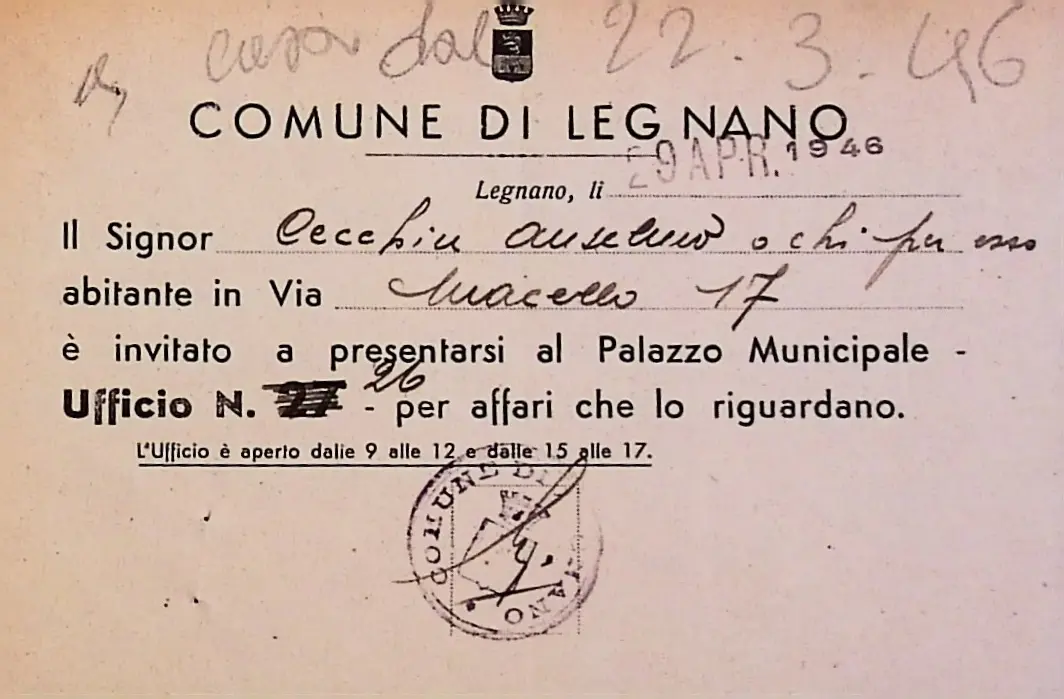 casa dal 22.3.46
COMUNE DI LEGNANO
29 APR. 1946
Legnano, li
Il Signor Cecchin Anselmo o chi per esso
abitante in Via Macello 17
è invitato a presentarsi al Palazzo Municipale -
26
Ufficio N. 27 - per affari che lo riguardano.
L'Ufficio è aperto dalle 9 alle 12 e dalle 15 alle 17.
COMUNE DI LEGNANO